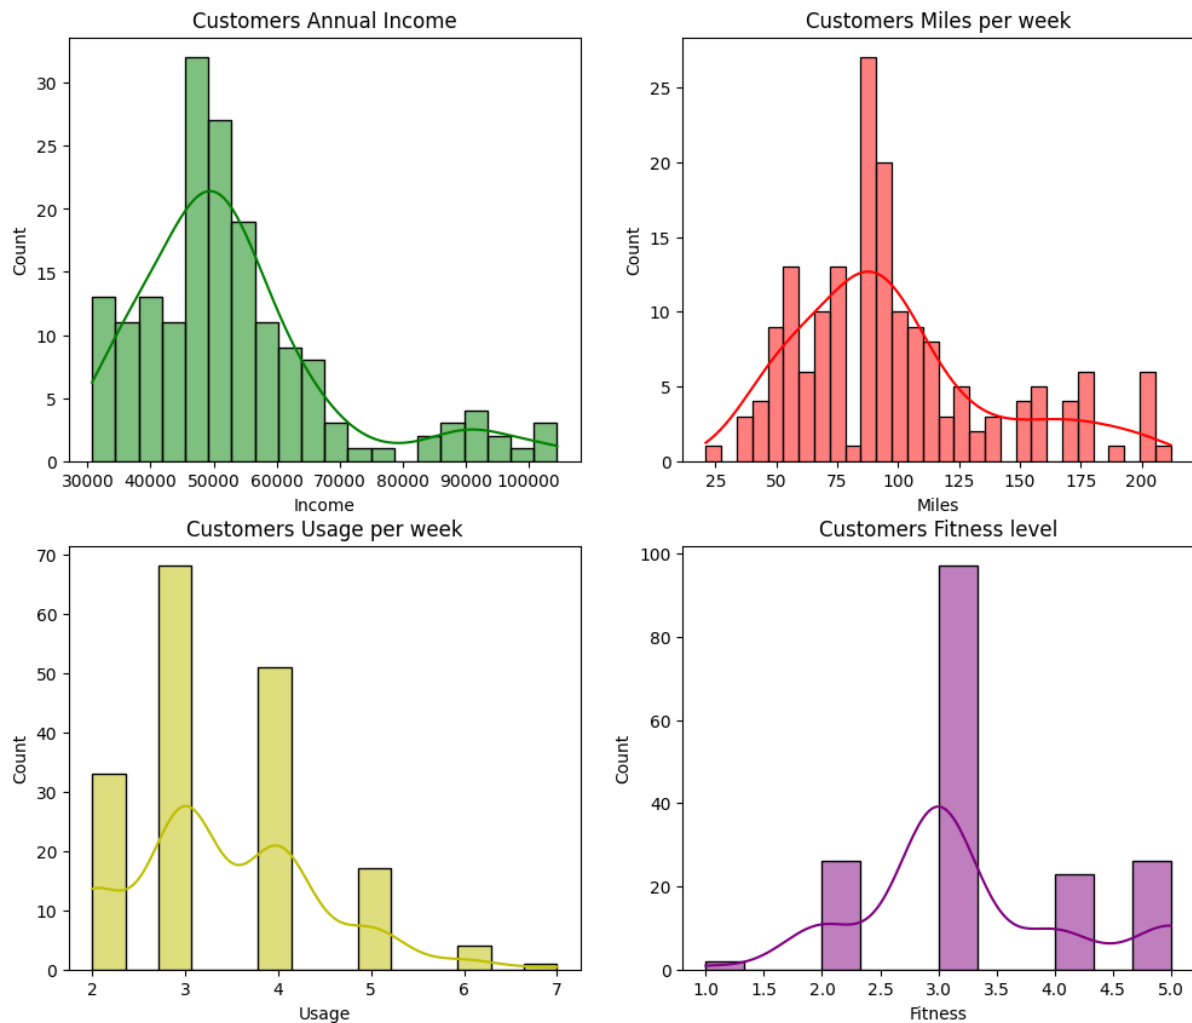 Customers Annual Income
Count
30
25
20
15
10
5
0
30000 40000 50000 60000 70000 80000 90000 100000
Income
Customers Miles per week
Count
25
20
15
10
5
0
25 50 75 100 125 150 175 200
Miles
Customers Usage per week
Count
70
60
50
40
30
20
10
0
2 3 4 5 6 7
Usage
Customers Fitness level
Count
100
80
60
40
20
0
1.0 1.5 2.0 2.5 3.0 3.5 4.0 4.5 5.0
Fitness